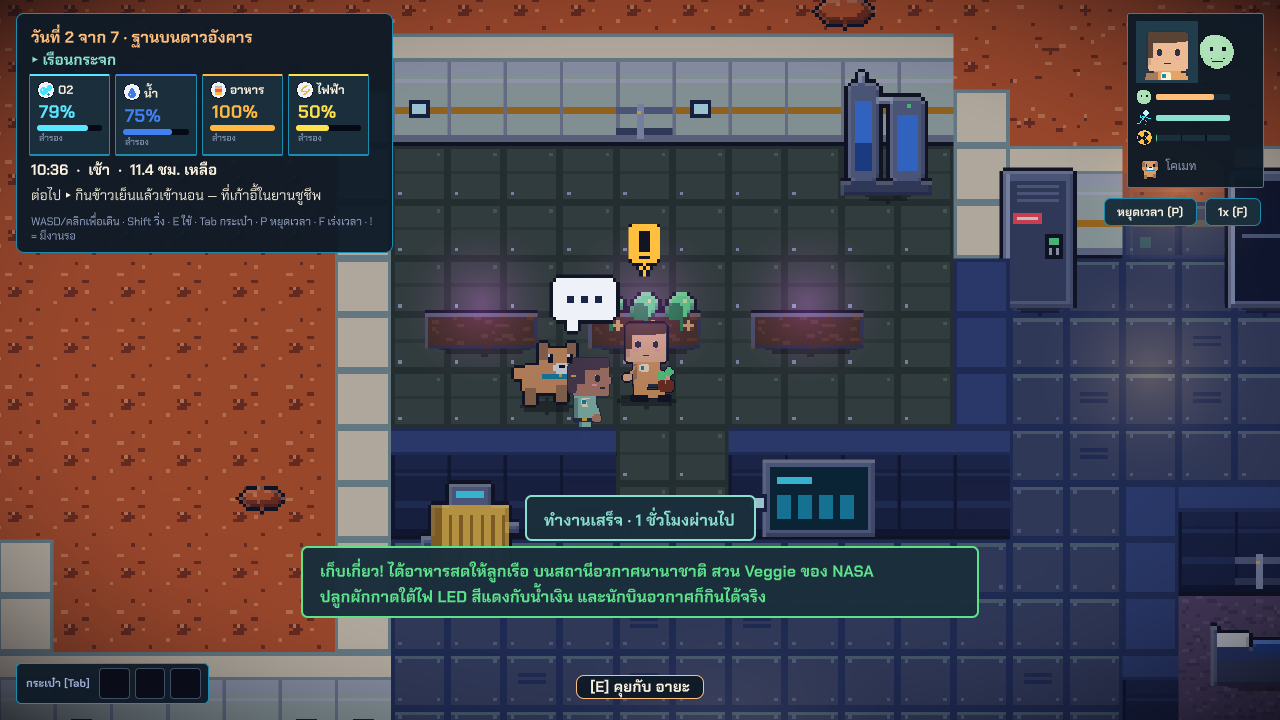 วันที่ 2 จาก 7 · ฐานบนดาวอังคาร
▸ เรือนกระจก
O2
79%
สำรอง
น้ำ
75%
สำรอง
อาหาร
100%
สำรอง
ไฟฟ้า
50%
สำรอง
10:36 · เช้า · 11.4 ชม. เหลือ
ต่อไป ▸ กินข้าวเย็นแล้วเข้านอน — ที่เก้าอี้ในยานชูชีพ
WASD/คลิกเพื่อเดิน · Shift วิ่ง · E ใช้ · Tab กระเป๋า · P หยุดเวลา · F เร่งเวลา · !
= มีงานรอ
โคเมท
หยุดเวลา (P)
1x (F)
ทำงานเสร็จ · 1 ชั่วโมงผ่านไป
เก็บเกี่ยว! ได้อาหารสดให้ลูกเรือ บนสถานีอวกาศนานาชาติ สวน Veggie ของ NASA
ปลูกผักกาดใต้ไฟ LED สีแดงกับน้ำเงิน และนักบินอวกาศก็กินได้จริง
กระเป๋า [Tab]
[E] คุยกับ อายะ